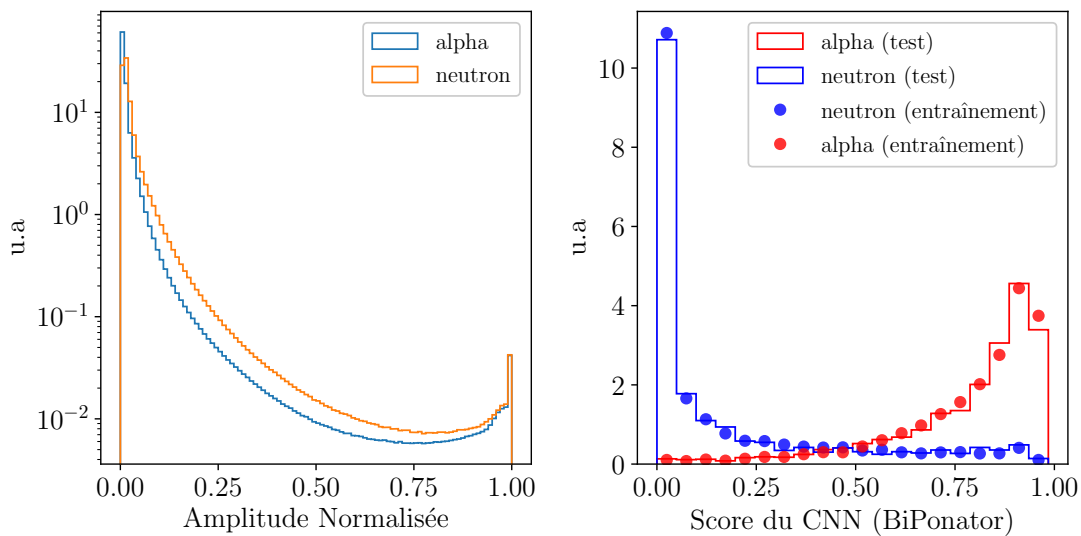 alpha
neutron
10^1
10^0
10^−1
10^−2
u.a
0.00 0.25 0.50 0.75 1.00
Amplitude Normalisée
alpha (test)
neutron (test)
neutron (entraînement)
alpha (entraînement)
10
8
6
4
2
0
u.a
0.00 0.25 0.50 0.75 1.00
Score du CNN (BiPonator)